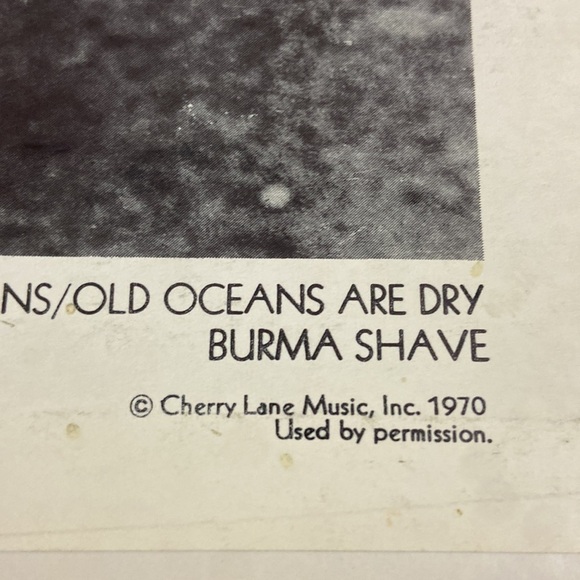 NS/OLD OCEANS ARE DRY
BURMA SHAVE
© Cherry Lane Music, Inc. 1970
Used by permission.